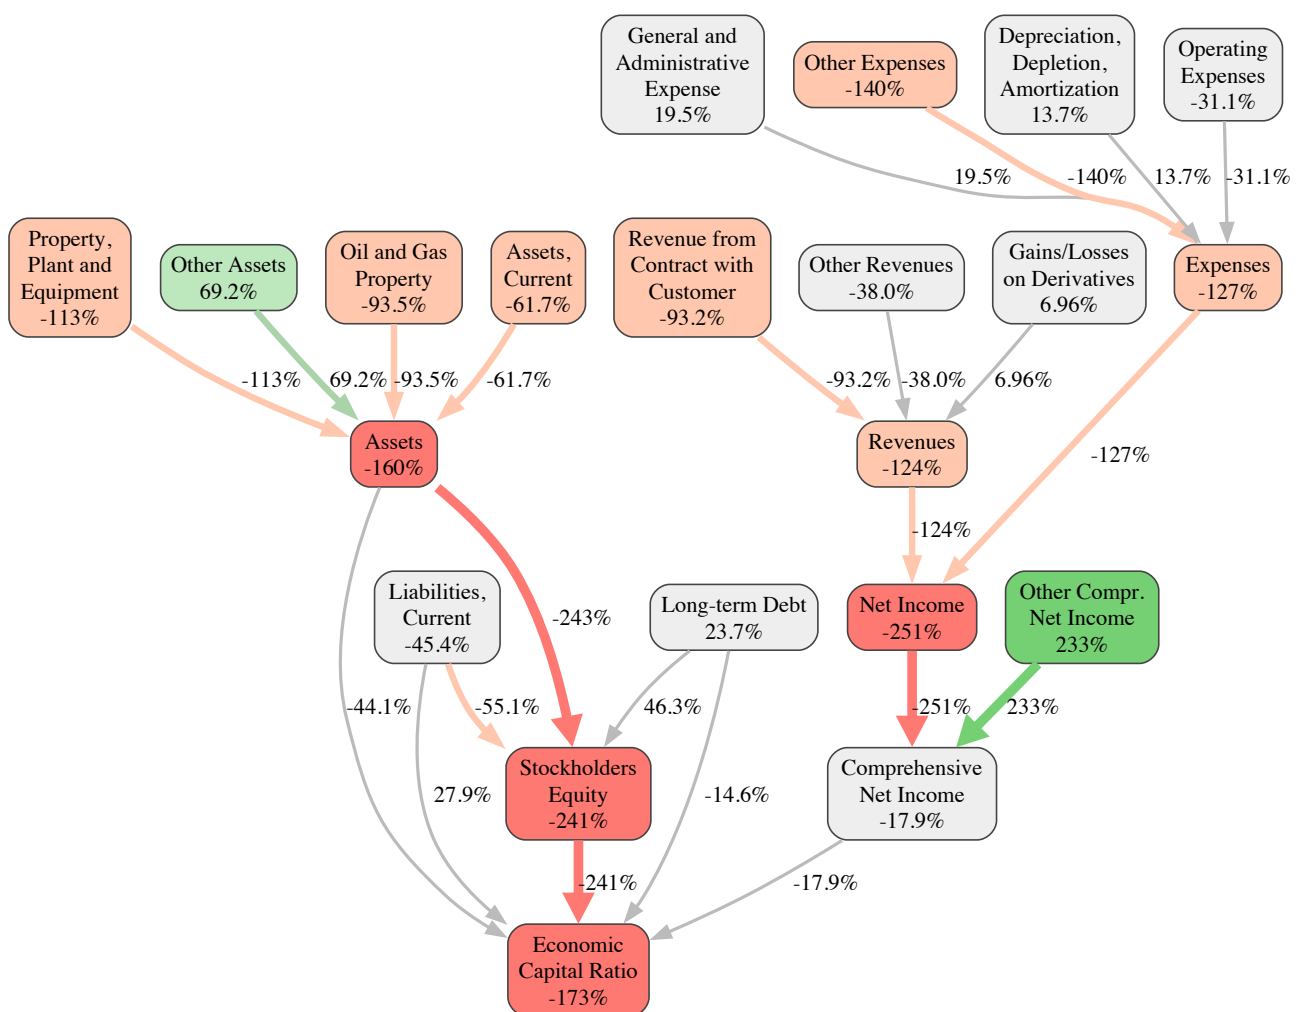 General and
Administrative
Expense
19.5%
Other Expenses
-140%
Depreciation,
Depletion,
Amortization
13.7%
Operating
Expenses
-31.1%
19.5%
-140%
13.7%
-31.1%
Property,
Plant and
Equipment
-113%
Other Assets
69.2%
Oil and Gas
Property
-93.5%
Assets,
Current
-61.7%
Revenue from
Contract with
Customer
-93.2%
Other Revenues
-38.0%
Gains/Losses
on Derivatives
6.96%
Expenses
-127%
-113%
69.2%
-93.5%
-61.7%
-93.2%
-38.0%
6.96%
Assets
-160%
Revenues
-124%
-127%
-124%
Liabilities,
Current
-45.4%
-243%
Long-term Debt
23.7%
Net Income
-251%
Other Compr.
Net Income
233%
-44.1%
-55.1%
46.3%
-251%
233%
27.9%
Stockholders
Equity
-241%
-14.6%
Comprehensive
Net Income
-17.9%
-241%
-17.9%
Economic
Capital Ratio
-173%